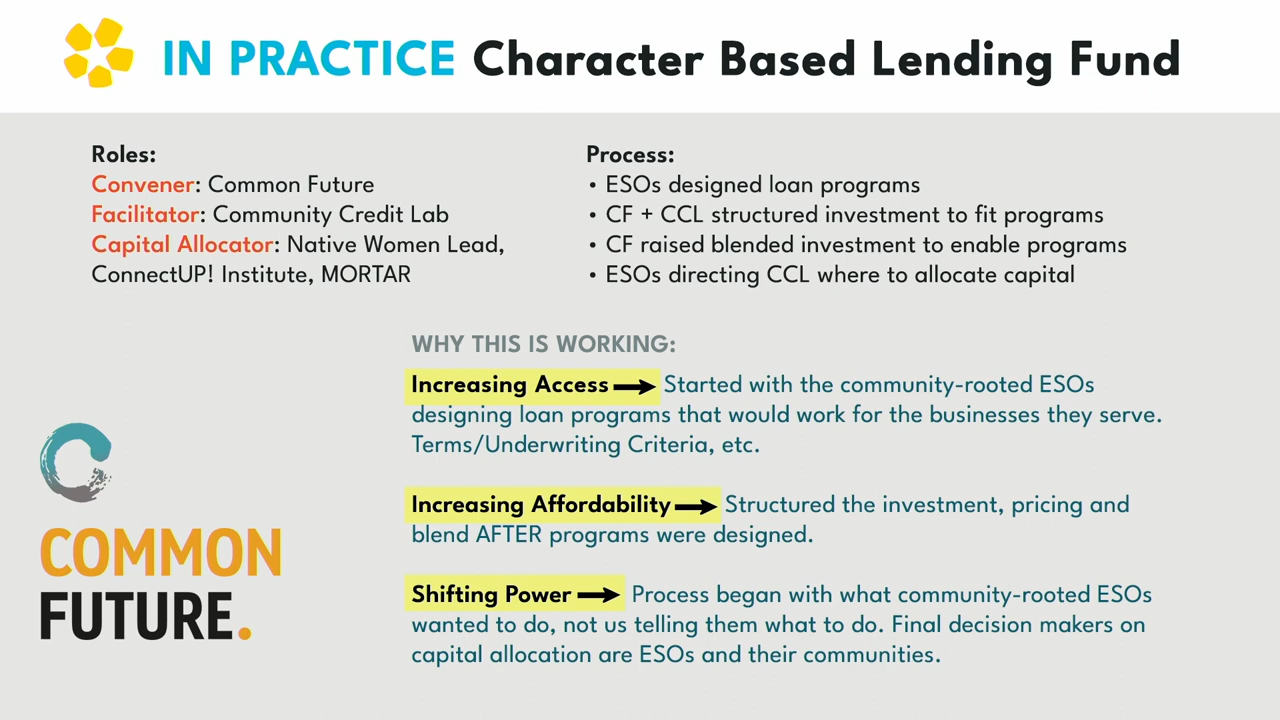 IN PRACTICE Character Based Lending Fund
Roles:
Convener: Common Future
Facilitator: Community Credit Lab
Capital Allocator: Native Women Lead,
ConnectUP! Institute, MORTAR
Process:
• ESOs designed loan programs
• CF + CCL structured investment to fit programs
• CF raised blended investment to enable programs
• ESOs directing CCL where to allocate capital
WHY THIS IS WORKING:
Increasing Access Started with the community-rooted ESOs
designing loan programs that would work for the businesses they serve.
Terms/Underwriting Criteria, etc.
Increasing Affordability Structured the investment, pricing and
blend AFTER programs were designed.
Shifting Power Process began with what community-rooted ESOs
wanted to do, not us telling them what to do. Final decision makers on
capital allocation are ESOs and their communities.
COMMON
FUTURE.